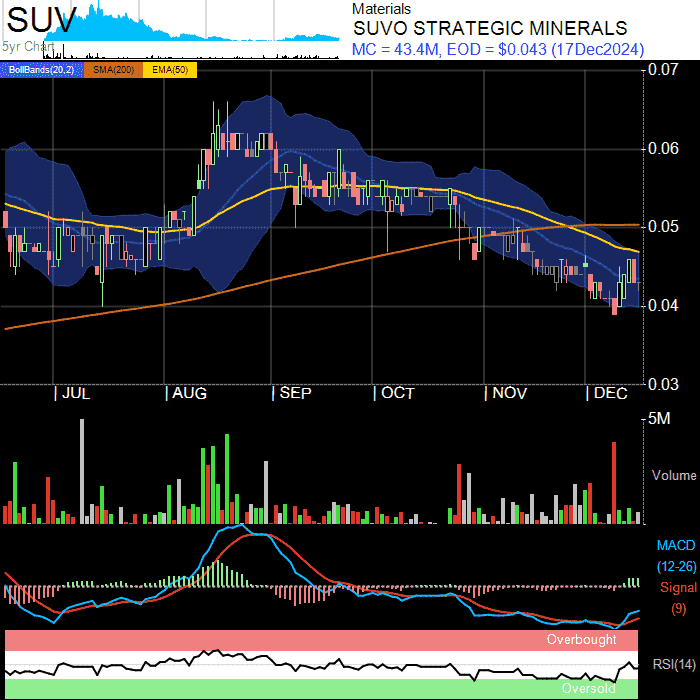 SUV
5yr Chart
Materials
SUVO STRATEGIC MINERALS
MC = 43.4M, EOD = $0.043 (17Dec2024)
BollBands(20,2) SMA(200) EMA(50)
0.07
0.06
0.05
0.04
0.03
JUL AUG SEP OCT NOV DEC
5M
Volume
MACD
(12-26)
Signal
(9)
Overbought
RSI(14)
Oversold